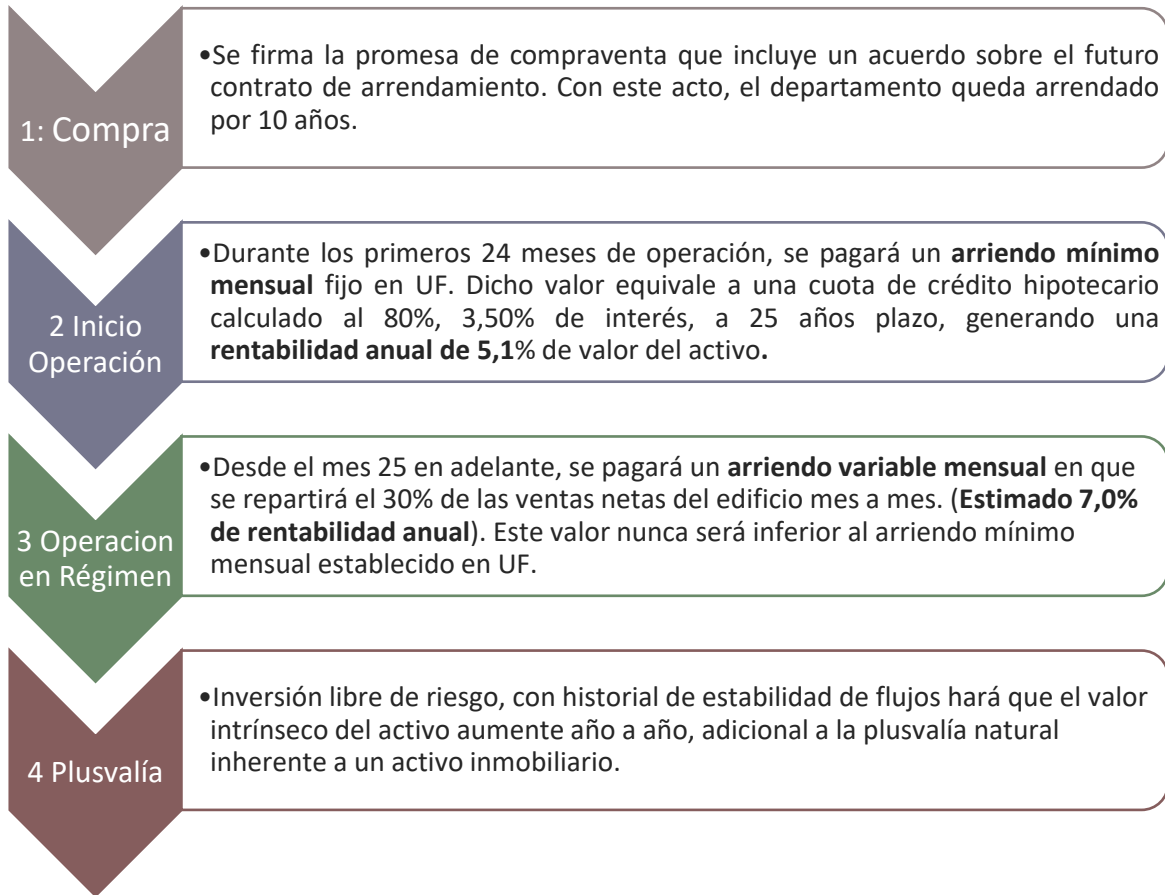 1: Compra
•Se firma la promesa de compraventa que incluye un acuerdo sobre el futuro
contrato de arrendamiento. Con este acto, el departamento queda arrendado
por 10 años.
2 Inicio
Operación
•Durante los primeros 24 meses de operación, se pagará un arriendo mínimo
mensual fijo en UF. Dicho valor equivale a una cuota de crédito hipotecario
calculado al 80%, 3,50% de interés, a 25 años plazo, generando una
rentabilidad anual de 5,1% de valor del activo.
3 Operacion
en Régimen
•Desde el mes 25 en adelante, se pagará un arriendo variable mensual en que
se repartirá el 30% de las ventas netas del edificio mes a mes. (Estimado 7,0%
de rentabilidad anual). Este valor nunca será inferior al arriendo mínimo
mensual establecido en UF.
4 Plusvalía
•Inversión libre de riesgo, con historial de estabilidad de flujos hará que el valor
intrínseco del activo aumente año a año, adicional a la plusvalía natural
inherente a un activo inmobiliario.